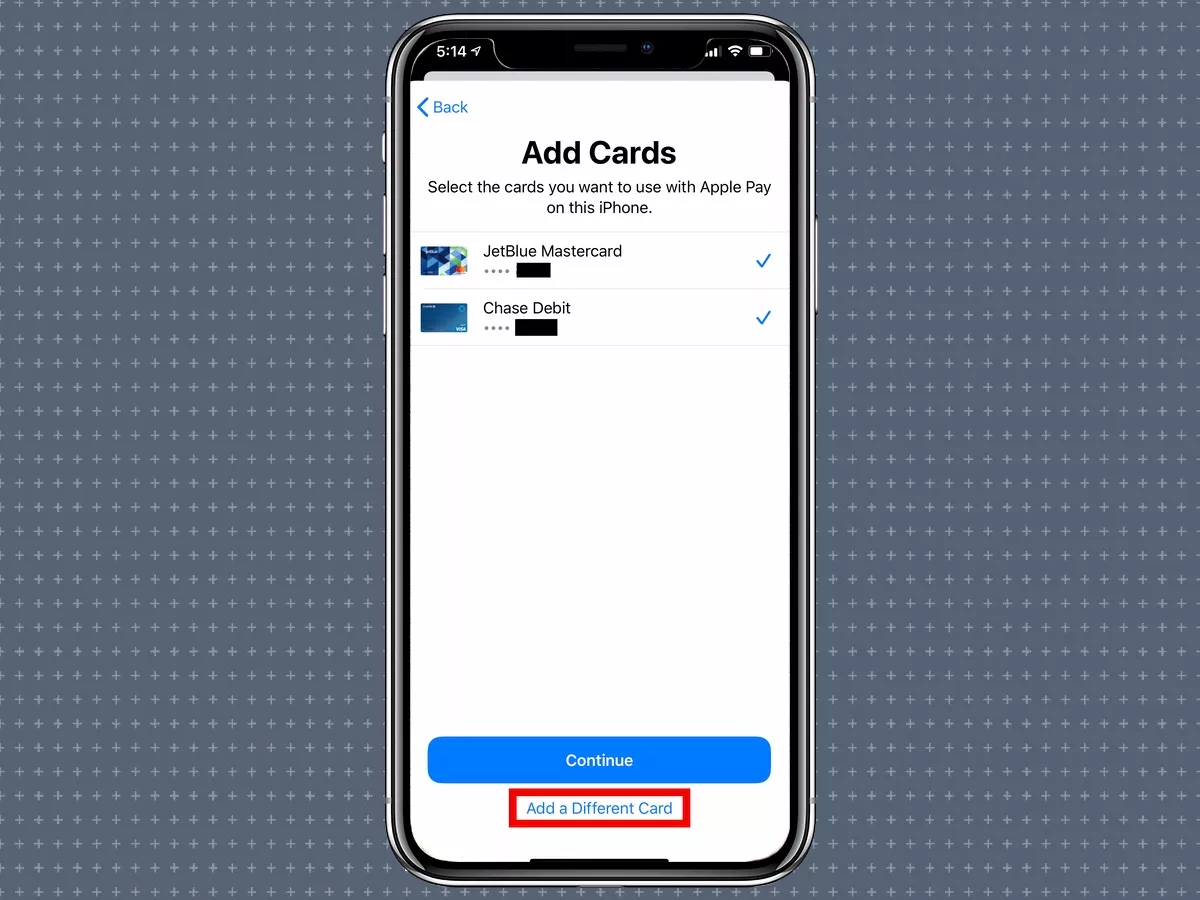 5:14
Back
Add Cards
Select the cards you want to use with Apple Pay
on this iPhone.
JetBlue Mastercard
••••
Chase Debit
••••
VISA
Continue
Add a Different Card